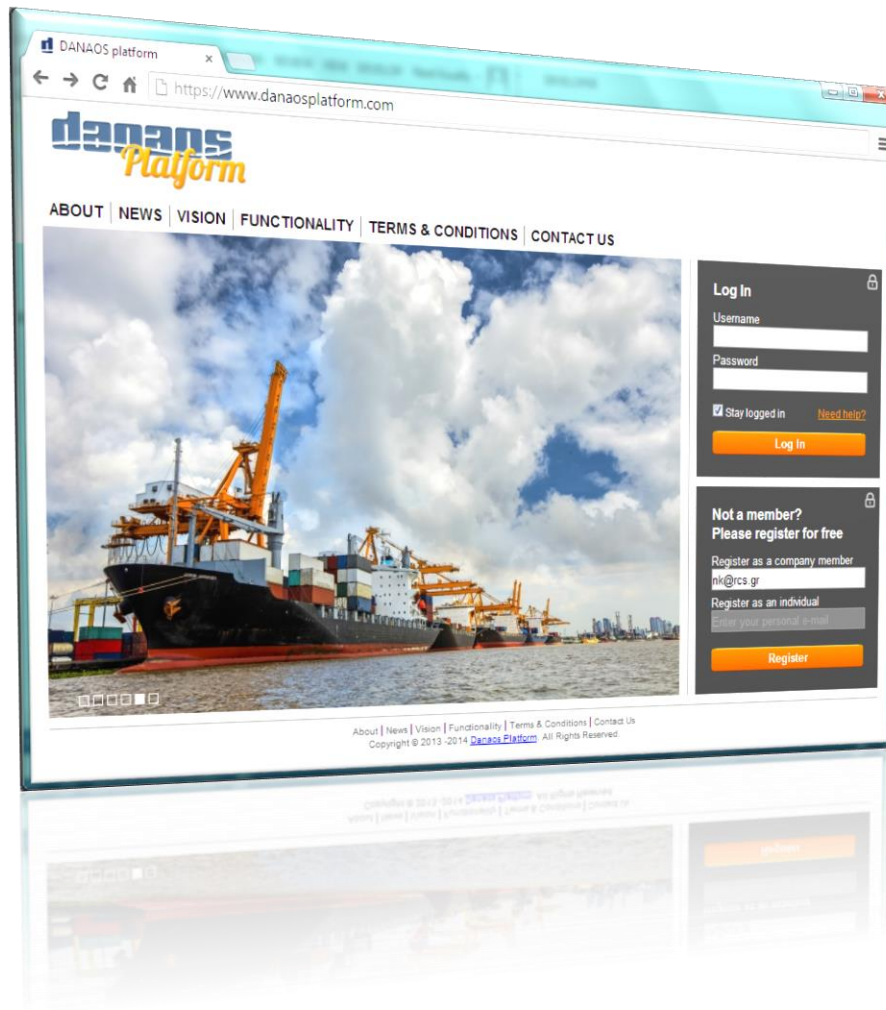 DANAOS platform
https://www.danaosplatform.com
danaos
Platform
ABOUT | NEWS | VISION | FUNCTIONALITY | TERMS & CONDITIONS | CONTACT US
Log In
Username
Password
Stay logged in Need help?
Log In
Not a member?
Please register for free
Register as a company member
nk@rcs.gr
Register as an individual
Enter your personal e-mail
Register
About | News | Vision | Functionality | Terms & Conditions | Contact Us
Copyright © 2013 -2014 Danaos Platform. All Rights Reserved.